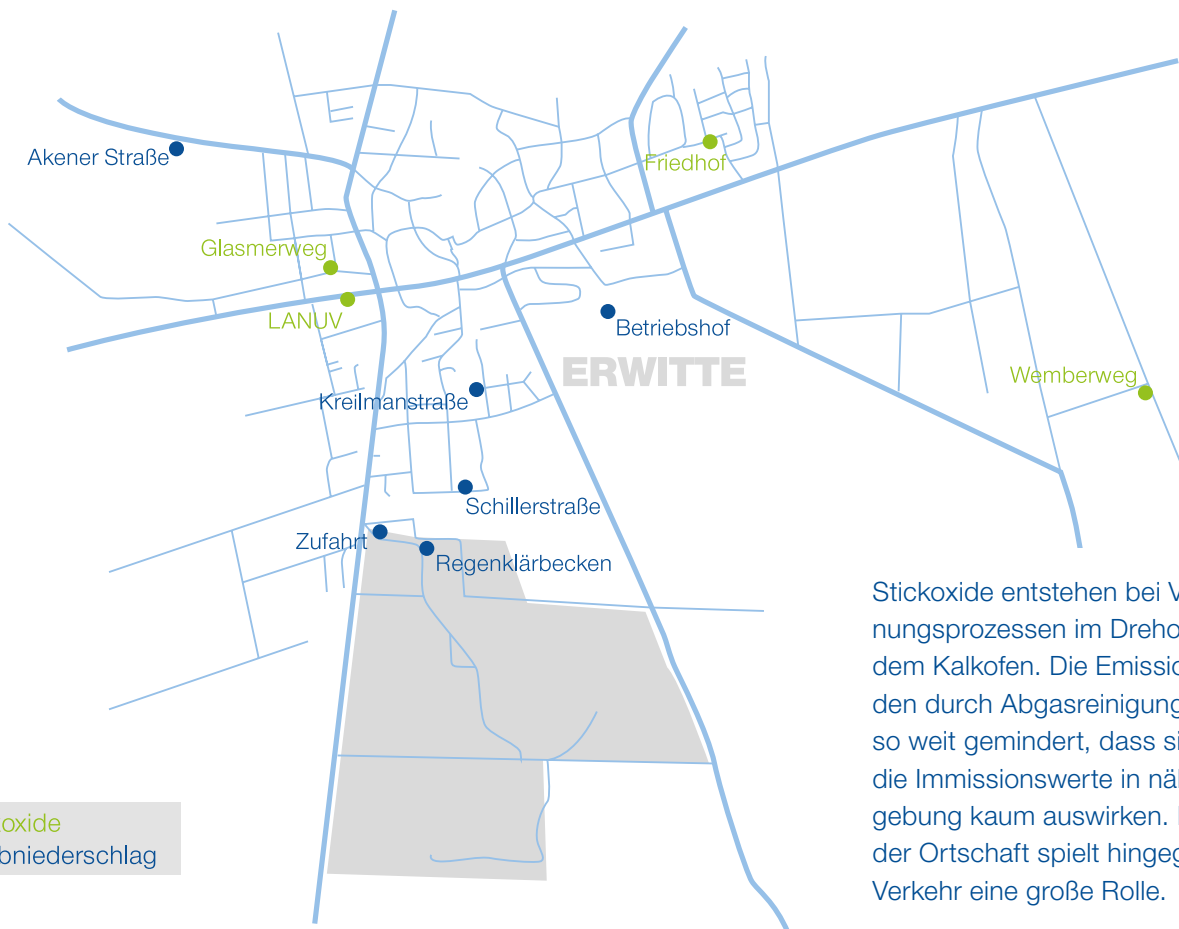 Akener Straße
Friedhof
Glasmerweg
LANUV
Betriebshof
ERWITTE
Wemberweg
Kreilmanstraße
Schillerstraße
Zufahrt
Regenklärbecken
Stickoxide entstehen bei V
nungsprozessen im Dreho
dem Kalkofen. Die Emissio
den durch Abgasreinigung
so weit gemindert, dass si
die Immissionswerte in näh
gebung kaum auswirken.
der Ortschaft spielt hingeg
Verkehr eine große Rolle.
oxide
bniederschlag